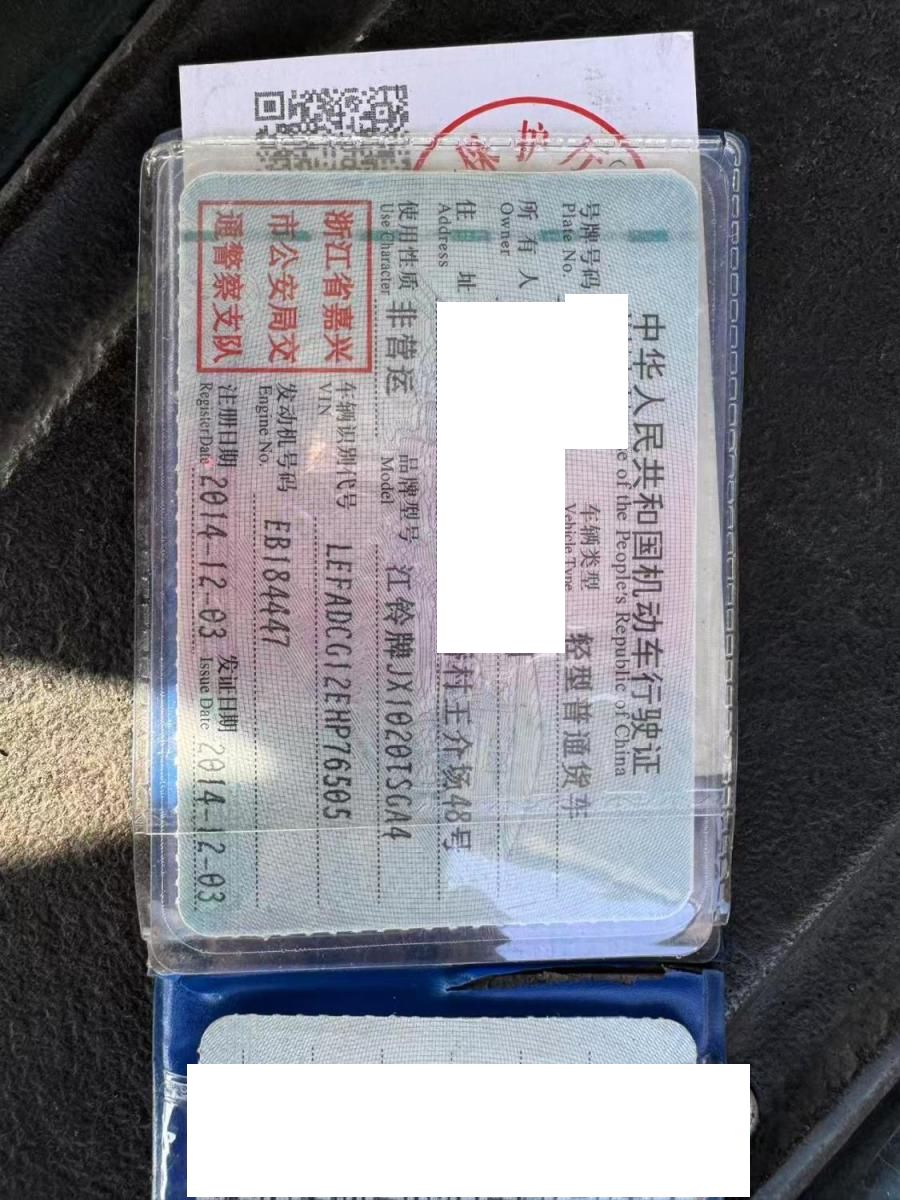 中华人民共和国机动车行驶证
e of the People's Republic of China
号牌号码
Plate No.
车辆类型 轻型普通货车
Vehicle Type
所有人
Owner
住址 村王介场48号
Address
使用性质 非营运 品牌型号 江铃牌JX1020TSGA4
Use Character Model
浙江省嘉兴
市公安局交
通警察支队
车辆识别代号 LEFADCG12EHP76505
VIN
发动机号码 EB184447
Engine No.
注册日期 2014-12-03 发证日期 2014-12-03
Register Date Issue Date